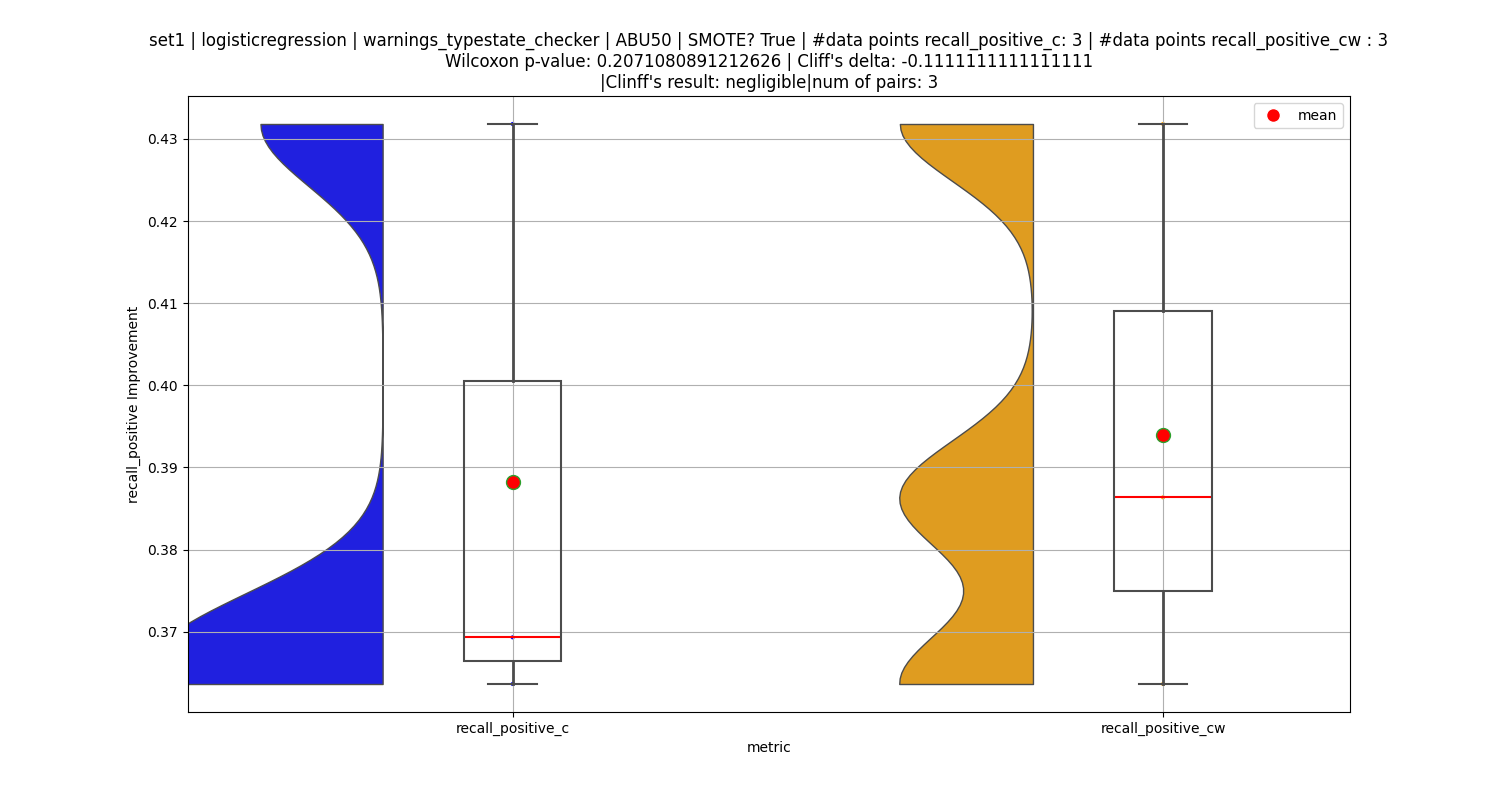 set1 | logisticregression | warnings_typestate_checker | ABU50 | SMOTE? True | #data points recall_positive_c: 3 | #data points recall_positive_cw : 3
Wilcoxon p-value: 0.2071080891212626 | Cliff's delta: -0.1111111111111111
|Clinff's result: negligible|num of pairs: 3
mean
0.43
0.42
0.41
0.40
0.39
0.38
0.37
recall_positive Improvement
recall_positive_c
recall_positive_cw
metric